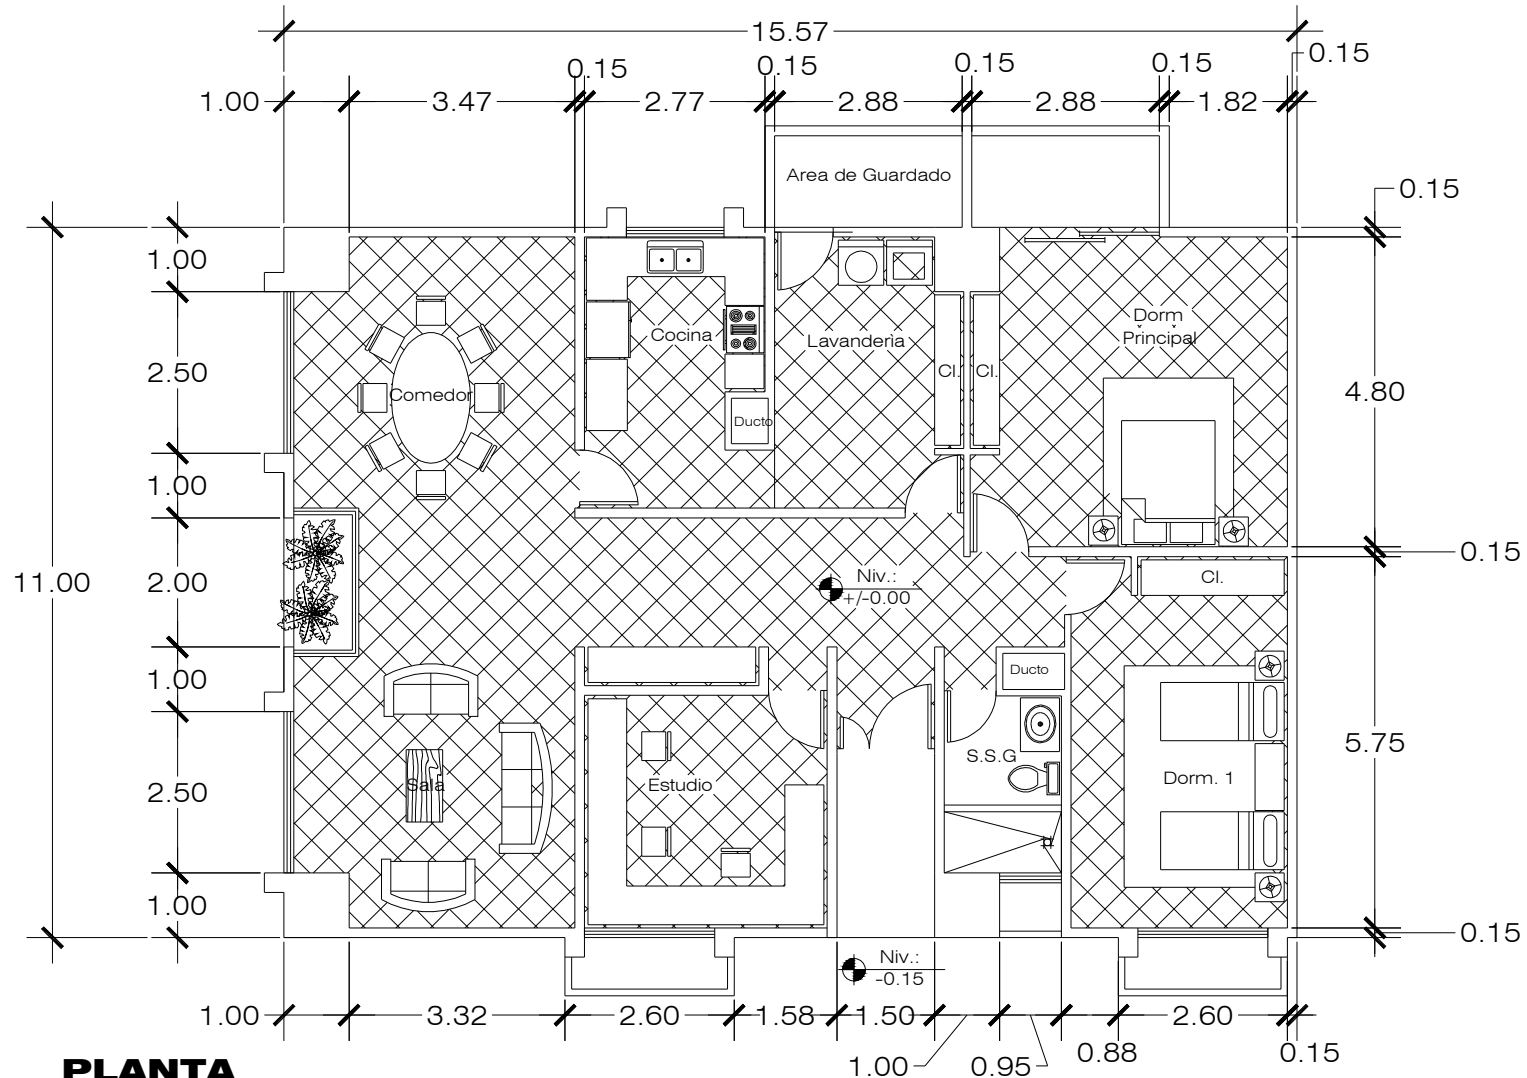 15.57
0.15
0.15
0.15
0.15
0.15
1.00
3.47
2.77
2.88
2.88
1.82
Area de Guardado
0.15
1.00
Cocina
Lavanderìa
Dorm
Principal
2.50
Comedor
Cl.
Cl.
4.80
Ducto
1.00
0.15
11.00
2.00
Niv.:
+/-0.00
Cl.
1.00
Ducto
2.50
Sala
Estudio
S.S.G
Dorm. 1
5.75
1.00
0.15
Niv.:
-0.15
1.00
3.32
2.60
1.58
1.50
2.60
1.00
0.95
0.88
0.15
PLANTA